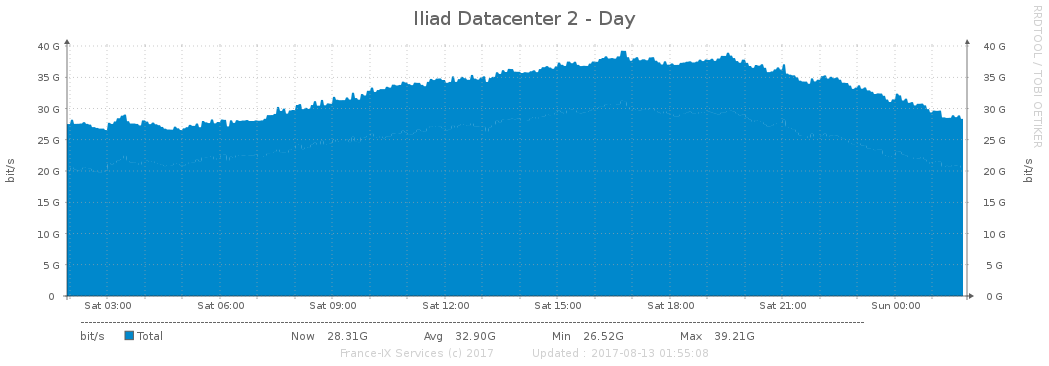 Iliad Datacenter 2 - Day
RRDTOOL / TOBI OETIKER
40 G 40 G
35 G 35 G
30 G 30 G
25 G 25 G
20 G 20 G
15 G 15 G
10 G 10 G
5 G 5 G
0 0 G
bit/s bit/s
Sat 03:00 Sat 06:00 Sat 09:00 Sat 12:00 Sat 15:00 Sat 18:00 Sat 21:00 Sun 00:00
bit/s Total Now 28.31G Avg 32.90G Min 26.52G Max 39.21G
France-IX Services (c) 2017 Updated : 2017-08-13 01:55:08